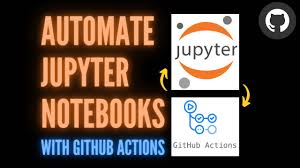 AUTOMATE
JUPYTER
NOTEBOOKS
WITH GITHUB ACTIONS
jupyter
GitHub Actions